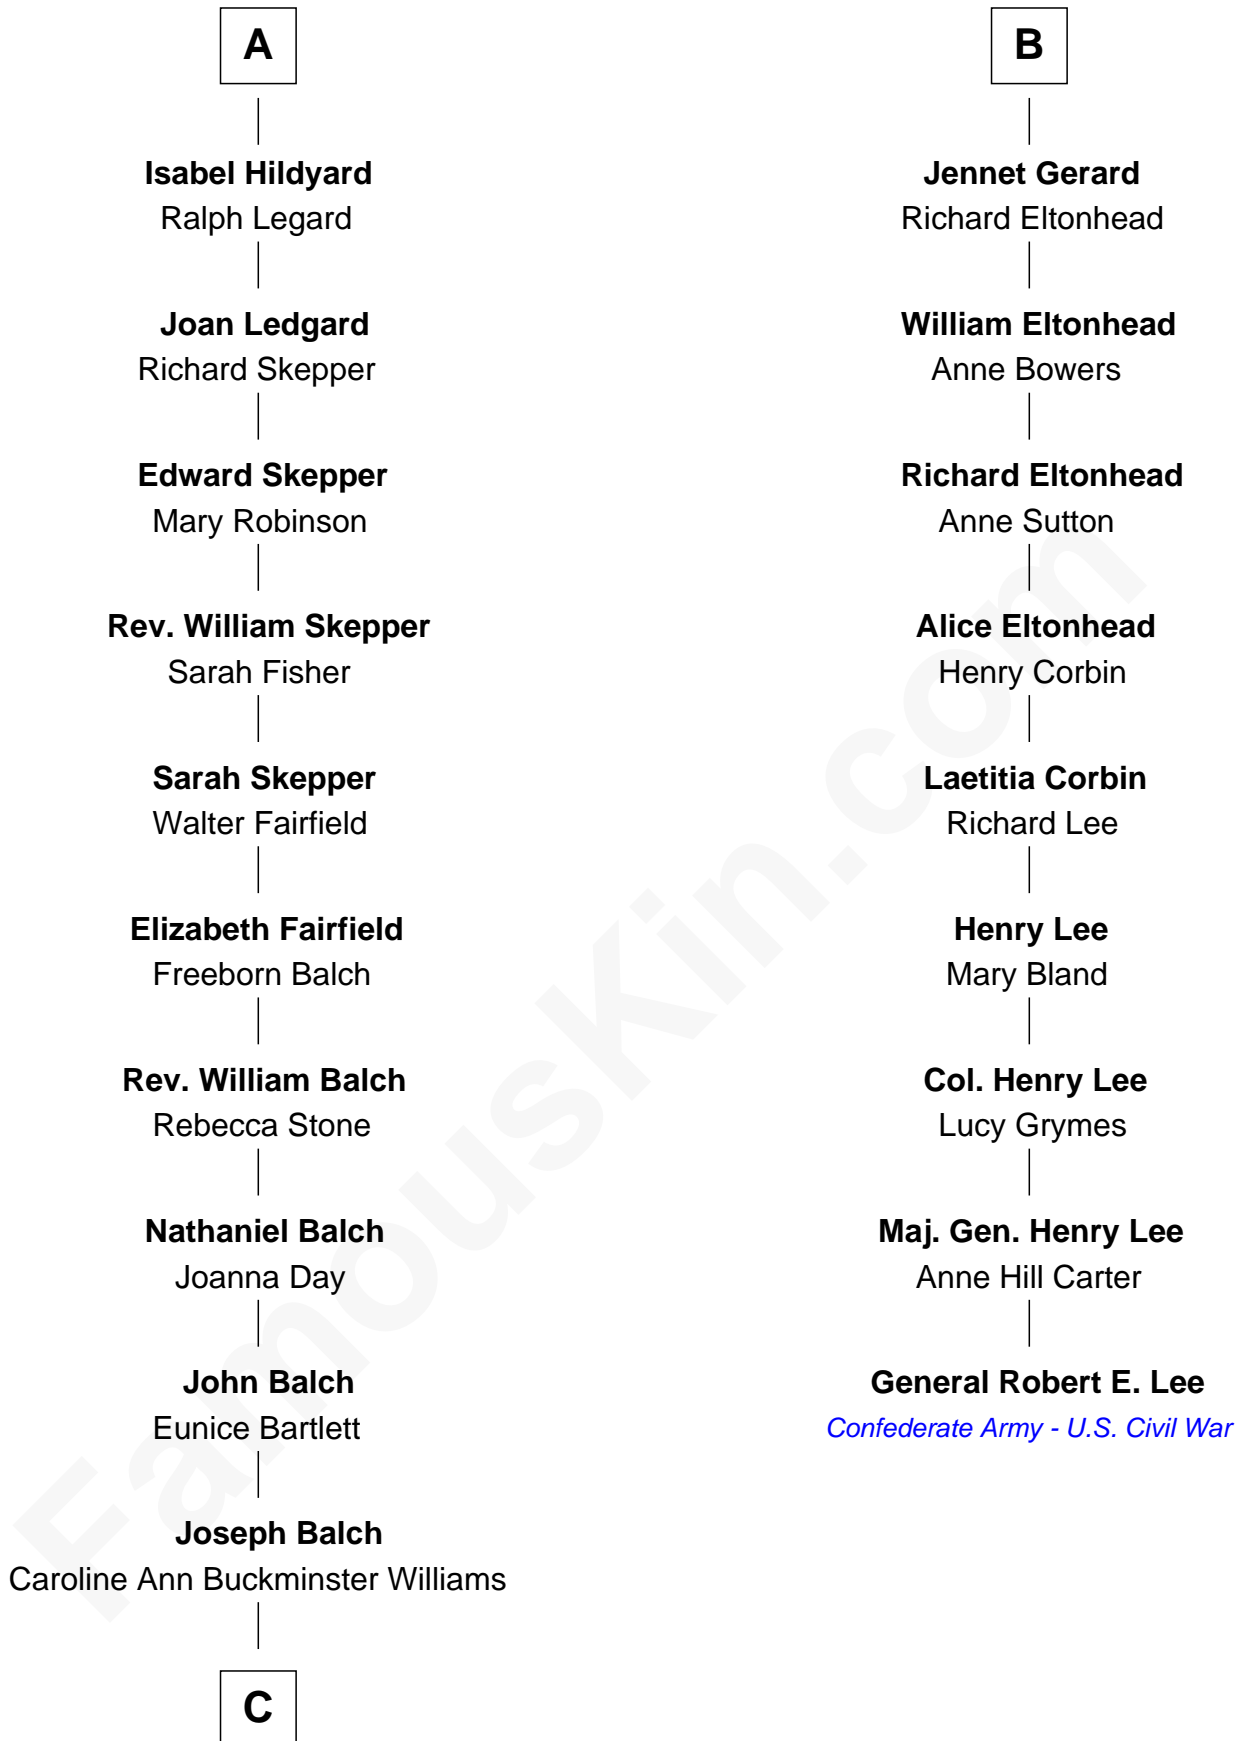 A
Isabel Hildyard
Ralph Legard
Joan Ledgard
Richard Skepper
Edward Skepper
Mary Robinson
Rev. William Skepper
Sarah Fisher
Sarah Skepper
Walter Fairfield
Elizabeth Fairfield
Freeborn Balch
Rev. William Balch
Rebecca Stone
Nathaniel Balch
Joanna Day
John Balch
Eunice Bartlett
Joseph Balch
Caroline Ann Buckminster Williams
C
B
Jennet Gerard
Richard Eltonhead
William Eltonhead
Anne Bowers
Richard Eltonhead
Anne Sutton
Alice Eltonhead
Henry Corbin
Laetitia Corbin
Richard Lee
Henry Lee
Mary Bland
Col. Henry Lee
Lucy Grymes
Maj. Gen. Henry Lee
Anne Hill Carter
General Robert E. Lee
Confederate Army - U.S. Civil War
FamousKin.com